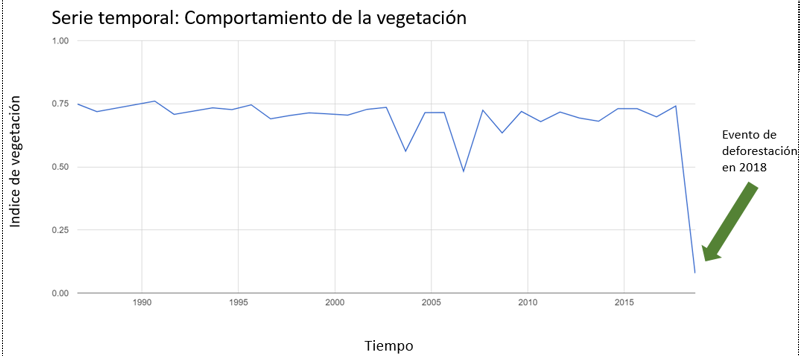 Serie temporal: Comportamiento de la vegetación
1.00
0.75
0.50
0.25
0.00
Indice de vegetación
1990
1995
2000
2005
2010
2015
Tiempo
Evento de
deforestación
en 2018